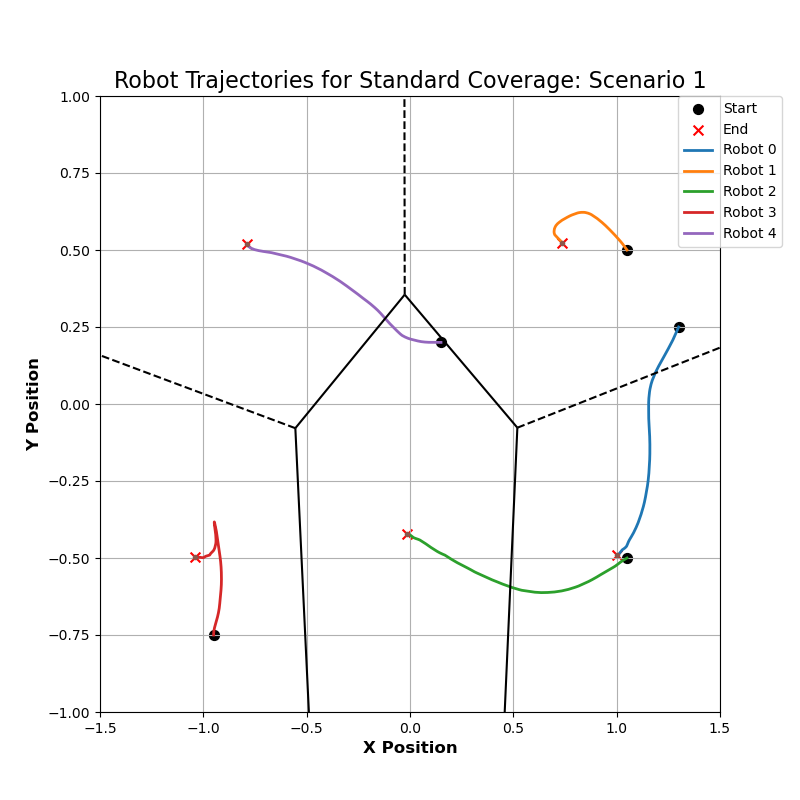 Robot Trajectories for Standard Coverage: Scenario 1
Start
End
Robot 0
Robot 1
Robot 2
Robot 3
Robot 4
1.00
0.75
0.50
0.25
0.00
−0.25
−0.50
−0.75
−1.00
Y Position
−1.5
−1.0
−0.5
0.0
0.5
1.0
1.5
X Position